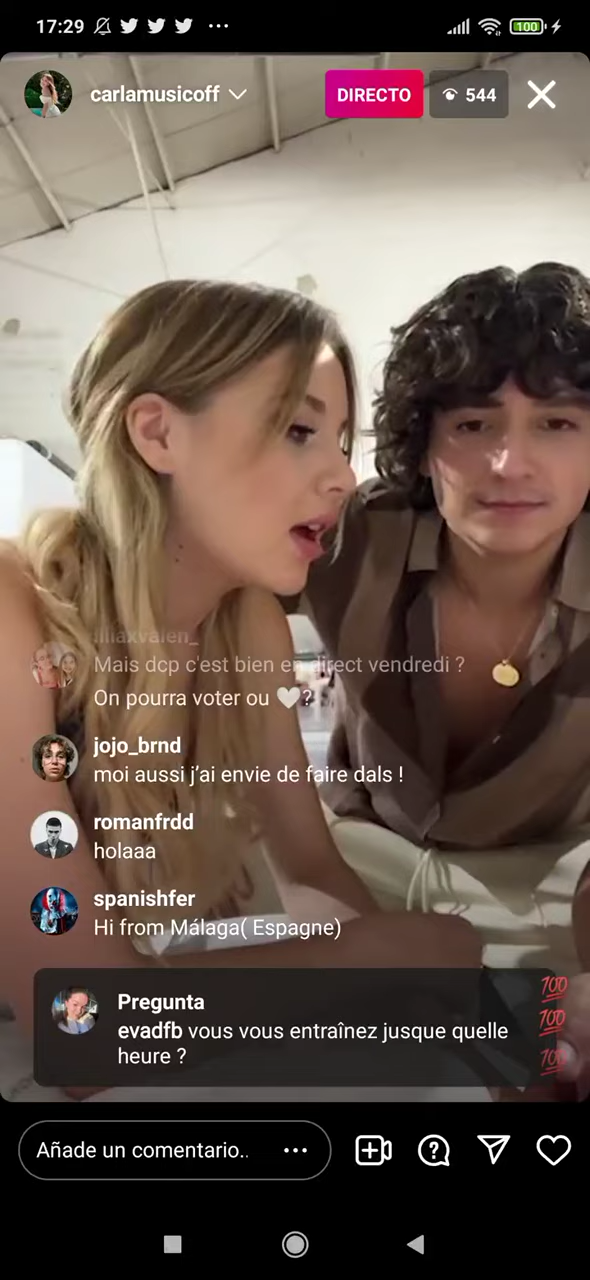 17:29
100
carlamusicoff
DIRECTO
544
liliaxvalen_
Mais dcp c'est bien en direct vendredi ?
On pourra voter ou 🤍?
jojo_brnd
moi aussi j'ai envie de faire dals !
romanfrdd
holaaa
spanishfer
Hi from Málaga( Espagne)
Pregunta
evadfb vous vous entraînez jusque quelle
heure ?
💯
💯
💯
Añade un comentario..